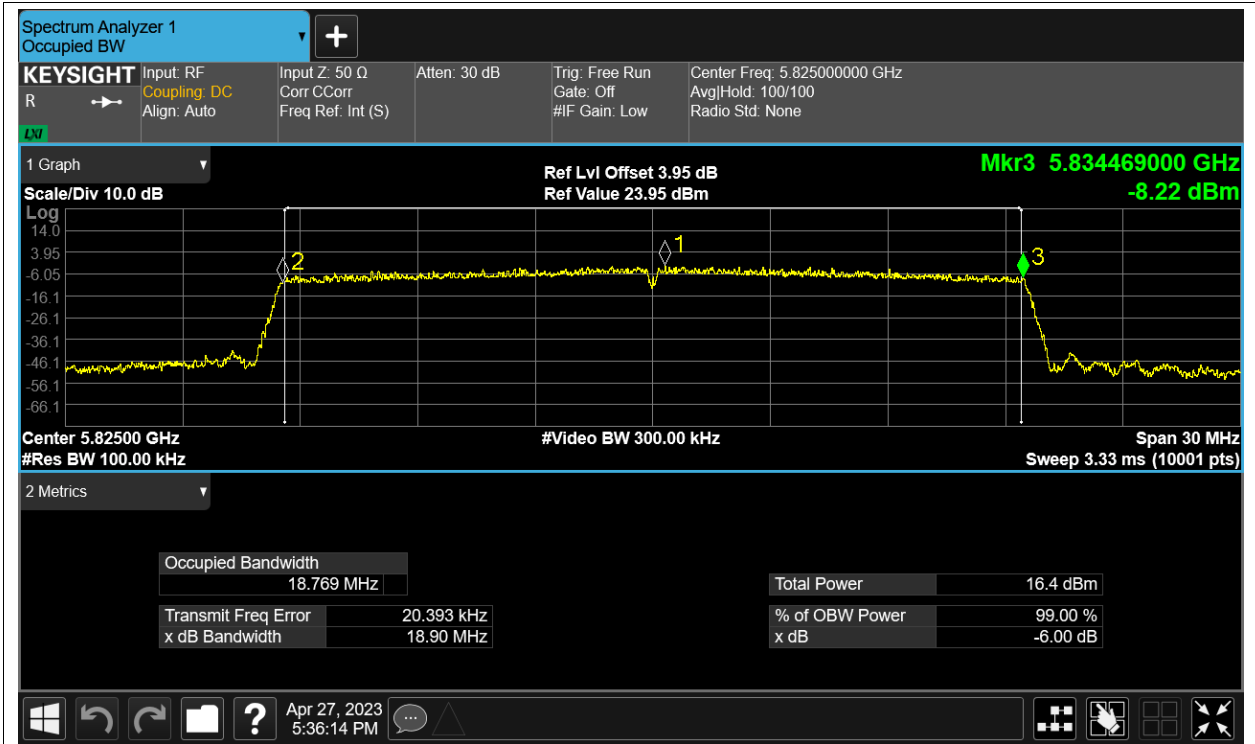 Spectrum Analyzer 1
Occupied BW
KEYSIGHT
R
LXI
Input: RF
Coupling: DC
Align: Auto
Input Z: 50 Ω
Corr CCorr
Freq Ref: Int (S)
Atten: 30 dB
Trig: Free Run
Gate: Off
#IF Gain: Low
Center Freq: 5.825000000 GHz
Avg|Hold: 100/100
Radio Std: None
1 Graph
Scale/Div 10.0 dB
Ref Lvl Offset 3.95 dB
Ref Value 23.95 dBm
Mkr3 5.834469000 GHz
-8.22 dBm
Log
14.0
3.95
-6.05
-16.1
-26.1
-36.1
-46.1
-56.1
-66.1
2
1
3
Center 5.82500 GHz
#Video BW 300.00 kHz
Span 30 MHz
#Res BW 100.00 kHz
Sweep 3.33 ms (10001 pts)
2 Metrics
Occupied Bandwidth
18.769 MHz
Transmit Freq Error 20.393 kHz
x dB Bandwidth 18.90 MHz
Total Power 16.4 dBm
% of OBW Power 99.00 %
x dB -6.00 dB
?
Apr 27, 2023
5:36:14 PM